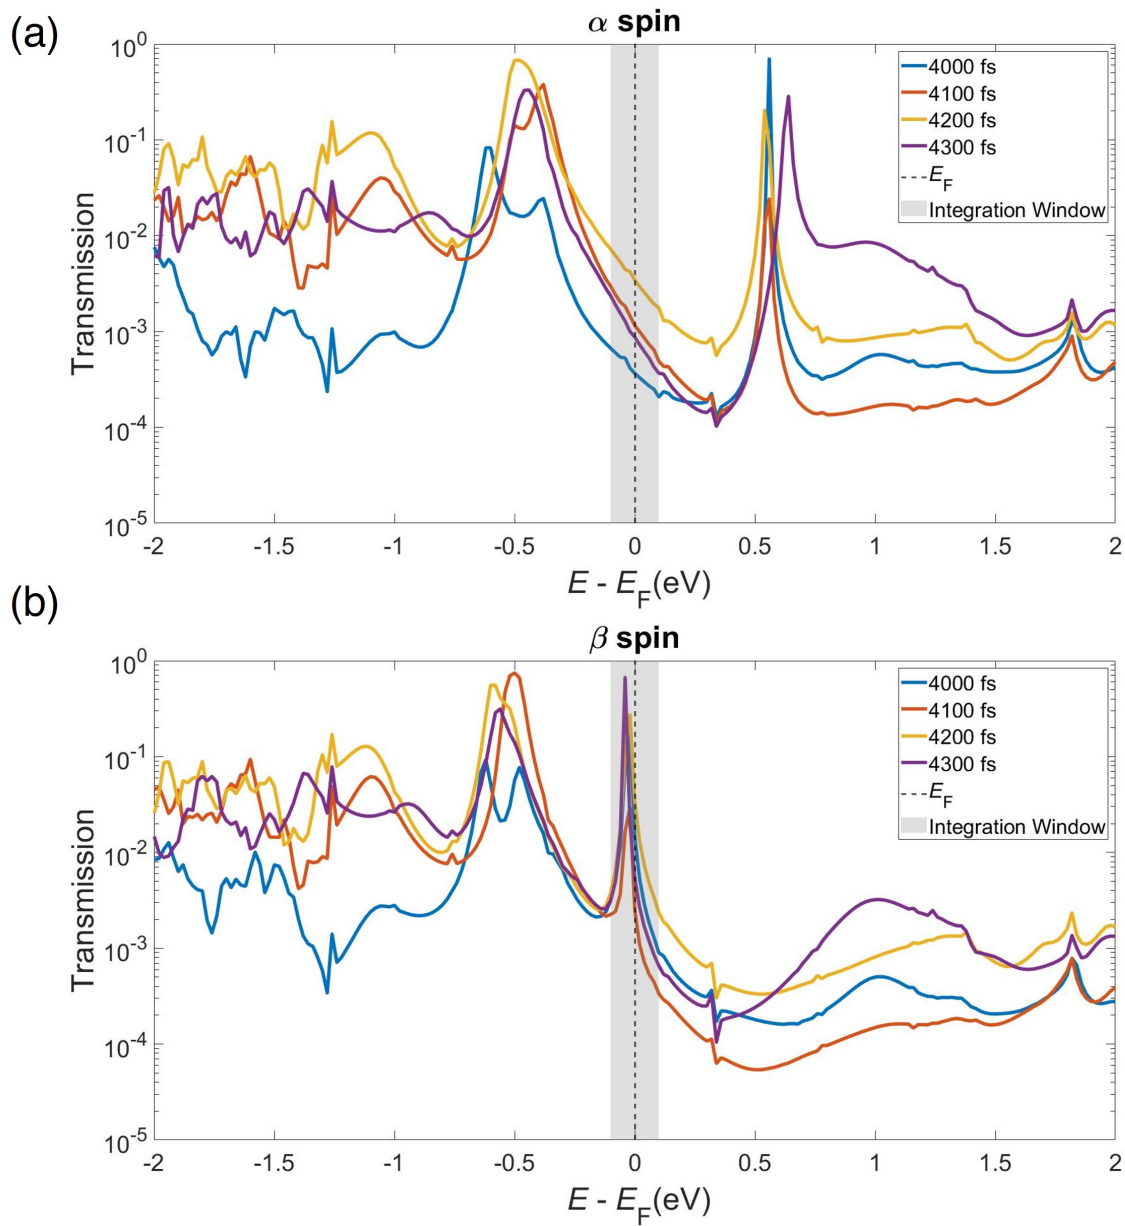 (a)
α spin
10^0
10^-1
10^-2
10^-3
10^-4
10^-5
Transmission
4000 fs
4100 fs
4200 fs
4300 fs
E_F
Integration Window
-2 -1.5 -1 -0.5 0 0.5 1 1.5 2
E - E_F(eV)
(b)
β spin
10^0
10^-1
10^-2
10^-3
10^-4
10^-5
Transmission
4000 fs
4100 fs
4200 fs
4300 fs
E_F
Integration Window
-2 -1.5 -1 -0.5 0 0.5 1 1.5 2
E - E_F(eV)